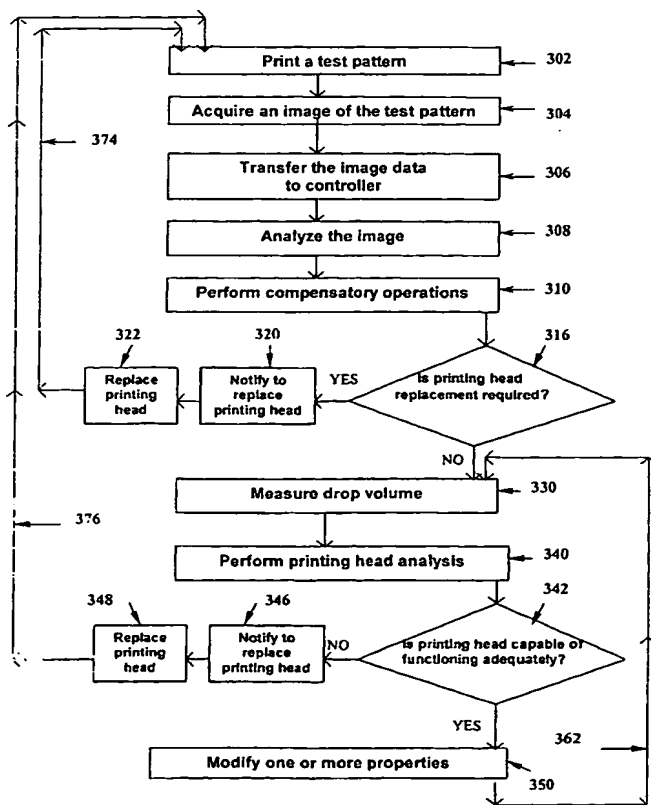 Print a test pattern
302
Acquire an image of the test pattern
304
374
Transfer the image data
to controller
306
Analyze the image
308
Perform compensatory operations
310
322
320
316
Replace
printing
head
Notify to
replace
printing head
YES
Is printing head
replacement required?
NO
Measure drop volume
330
376
Perform printing head analysis
340
348
346
342
Replace
printing
head
Notify to
replace
printing head
NO
Is printing head capable of
functioning adequately?
YES
362
Modify one or more properties
350